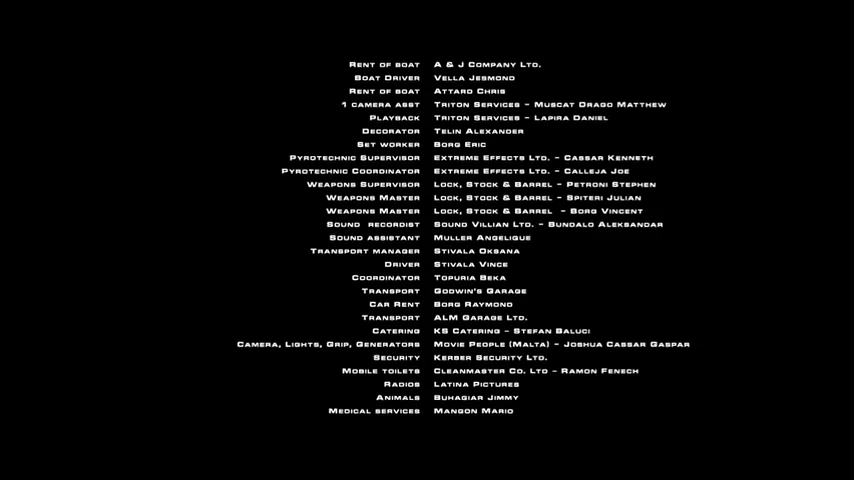 Rent of boat A & J Company Ltd.
Boat Driver Vella Jesmond
Rent of boat Attard Chris
1 camera asst Triton Services - Muscat Drago Matthew
Playback Triton Services - Lapira Daniel
Decorator Telin Alexander
Set worker Borg Eric
Pyrotechnic Supervisor Extreme Effects Ltd. - Cassar Kenneth
Pyrotechnic Coordinator Extreme Effects Ltd. - Calleja Joe
Weapons Supervisor Lock, Stock & Barrel - Petroni Stephen
Weapons Master Lock, Stock & Barrel - Spiteri Julian
Weapons Master Lock, Stock & Barrel - Borg Vincent
Sound recordist Sound Villian Ltd. - Bundalo Aleksandar
Sound assistant Muller Angelique
Transport manager Stivala Oksana
Driver Stivala Vince
Coordinator Topuria Beka
Transport Godwin's Garage
Car Rent Borg Raymond
Transport ALM Garage Ltd.
Catering KS Catering - Stefan Baluci
Camera, Lights, Grip, Generators Movie People (Malta) - Joshua Cassar Gaspar
Security Kerber Security Ltd.
Mobile toilets Cleanmaster Co. Ltd - Ramon Fenech
Radios Latina Pictures
Animals Buhagiar Jimmy
Medical services Mangon Mario